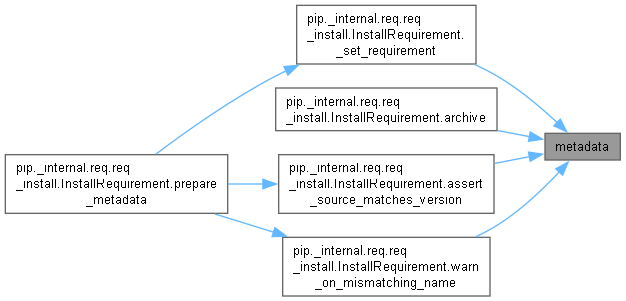 pip._internal.req.req
_install.InstallRequirement.
_set_requirement
pip._internal.req.req
_install.InstallRequirement.archive
metadata
pip._internal.req.req
_install.InstallRequirement.prepare
_metadata
pip._internal.req.req
_install.InstallRequirement.assert
_source_matches_version
pip._internal.req.req
_install.InstallRequirement.warn
_on_mismatching_name